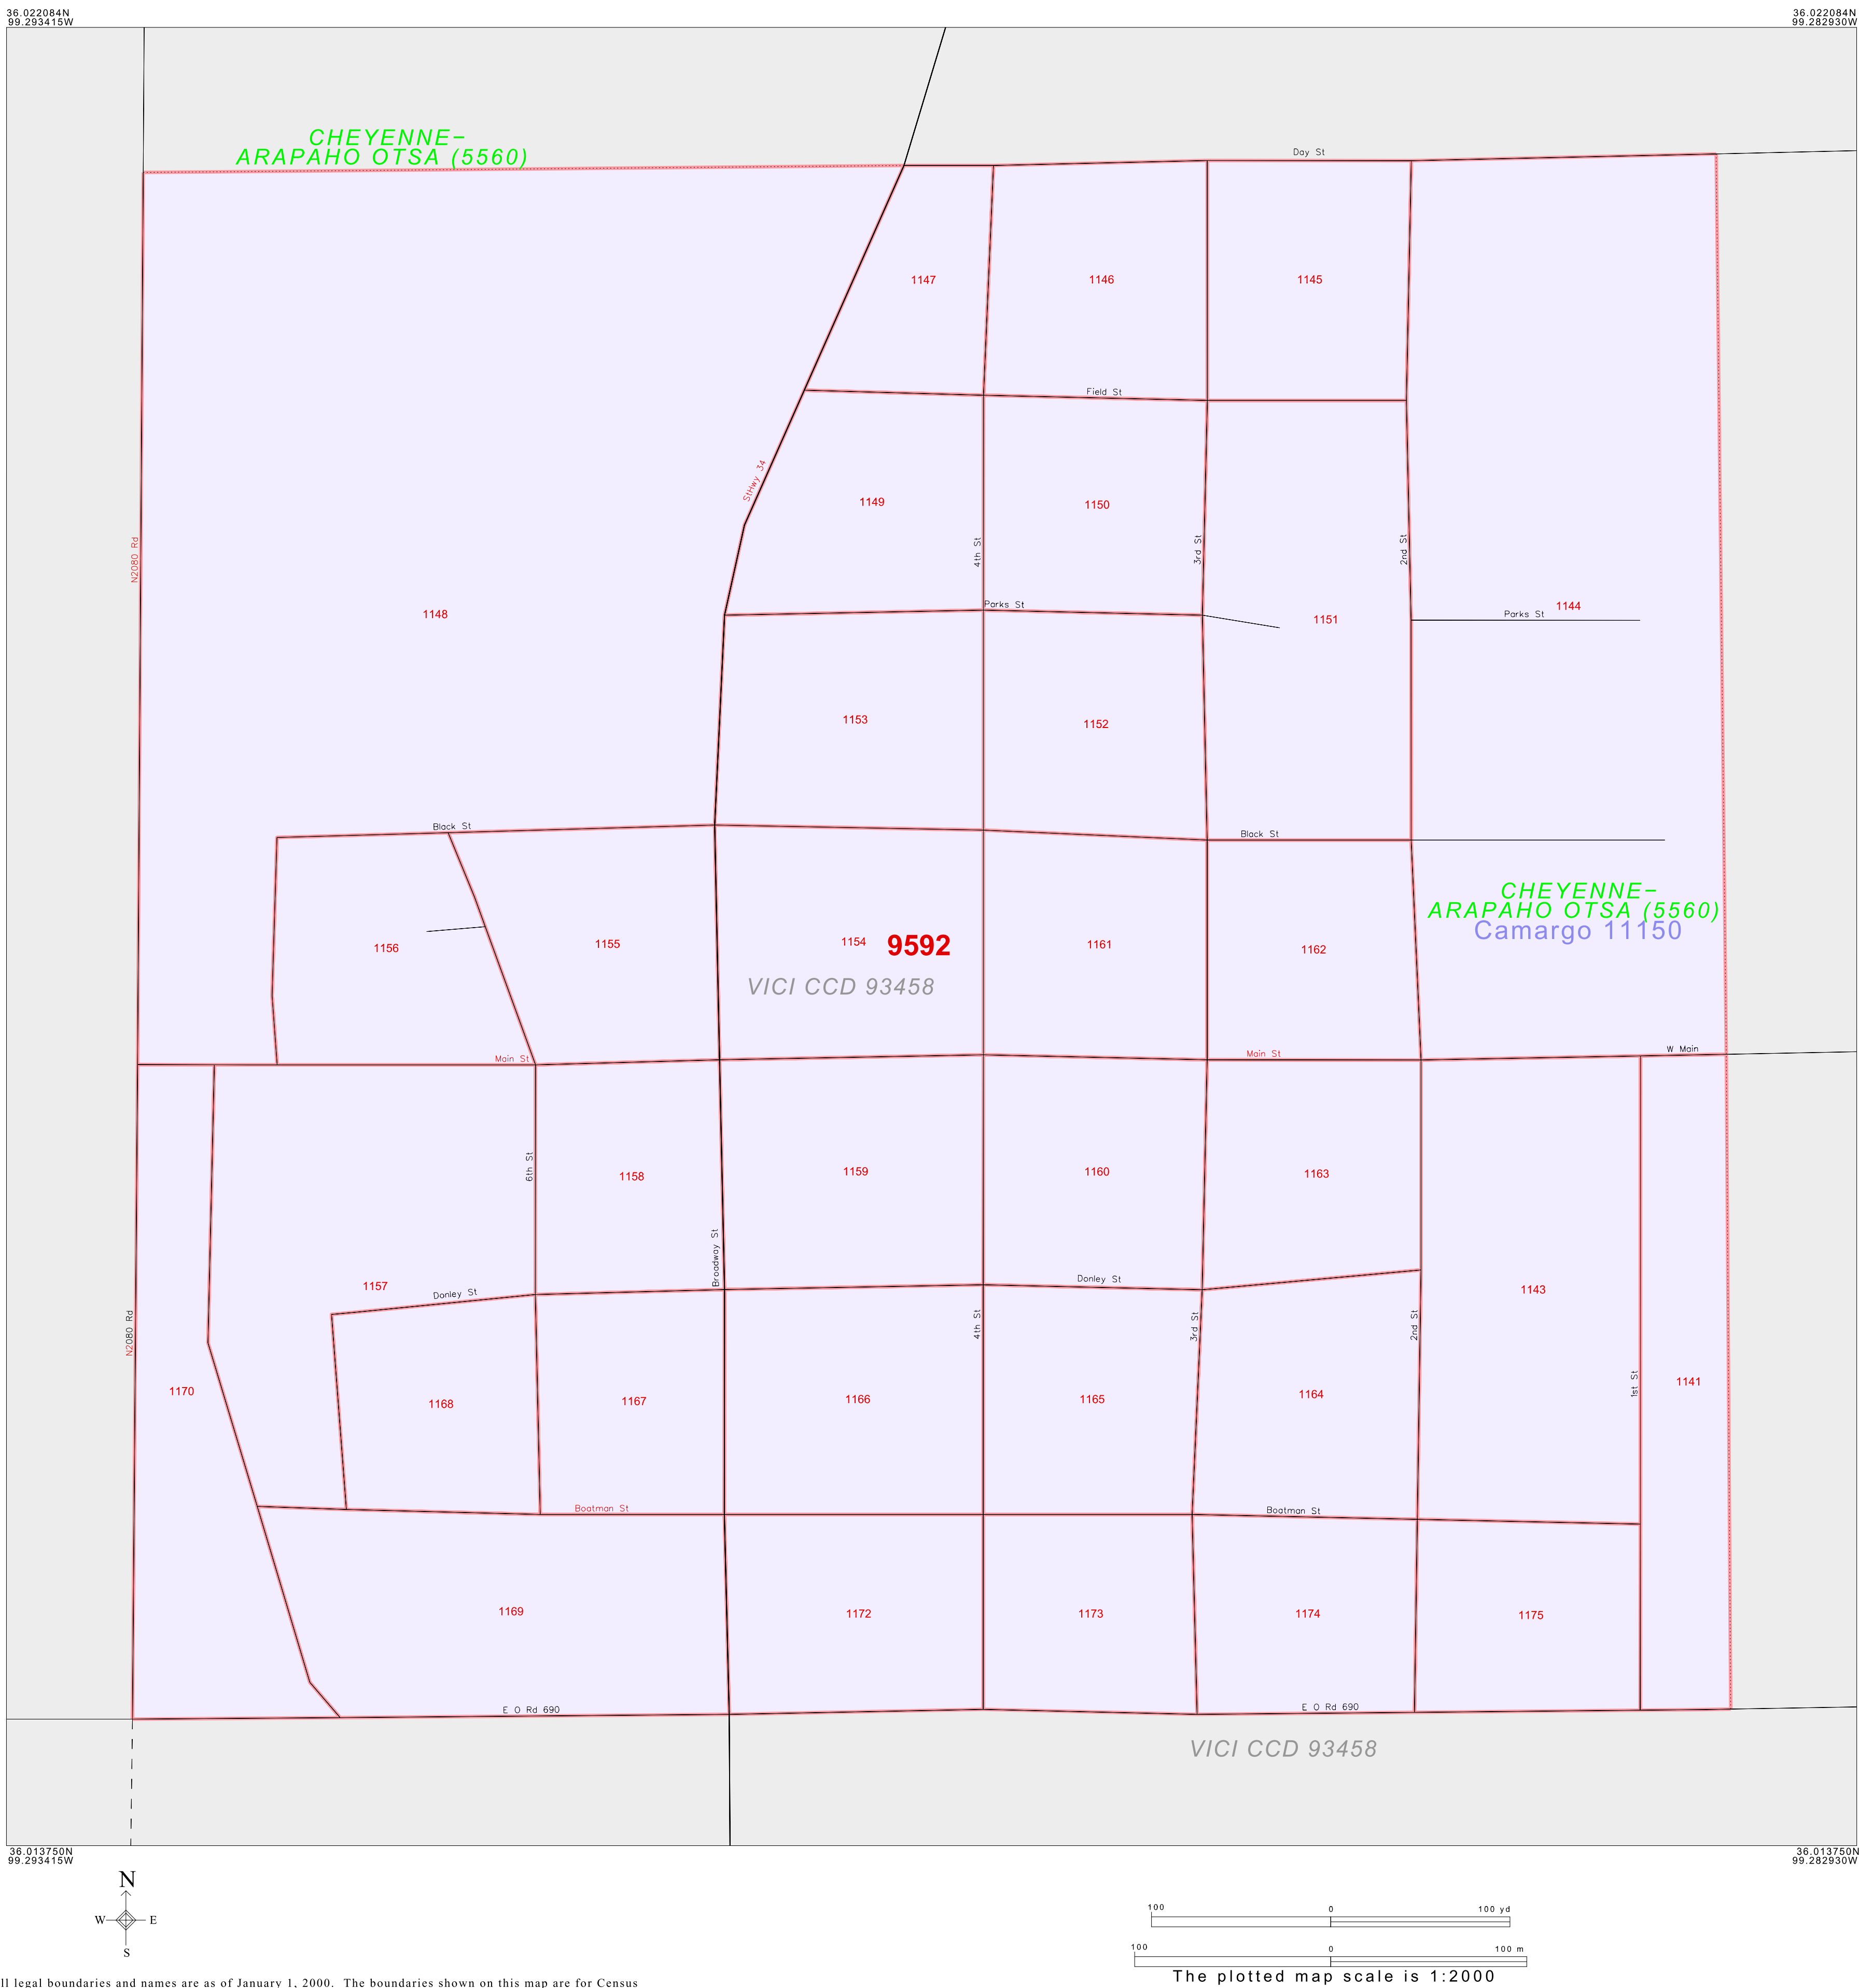 36.022084N
99.293415W
36.022084N
99.282930W
CHEYENNE-
ARAPAHO OTSA (5560)
Day St
1147
1146
1145
Field St
StHwy 34
1149
1150
4th St
3rd St
2nd St
N2080 Rd
1148
Parks St
1151
1144
Parks St
1153
1152
Black St
Black St
CHEYENNE-
ARAPAHO OTSA (5560)
Camargo 11150
1156
1155
1154
9592
1161
1162
VICI CCD 93458
Main St
Main St
W Main
6th St
1158
1159
1160
1163
Broadway St
1157
Donley St
Donley St
1143
N2080 Rd
4th St
3rd St
2nd St
1st St
1170
1168
1167
1166
1165
1164
1141
Boatman St
Boatman St
1169
1172
1173
1174
1175
E O Rd 690
E O Rd 690
VICI CCD 93458
36.013750N
99.293415W
36.013750N
99.282930W
N
W E
S
100 0 100 yd
100 0 100 m
The plotted map scale is 1:2000
ll legal boundaries and names are as of January 1, 2000. The boundaries shown on this map are for Census